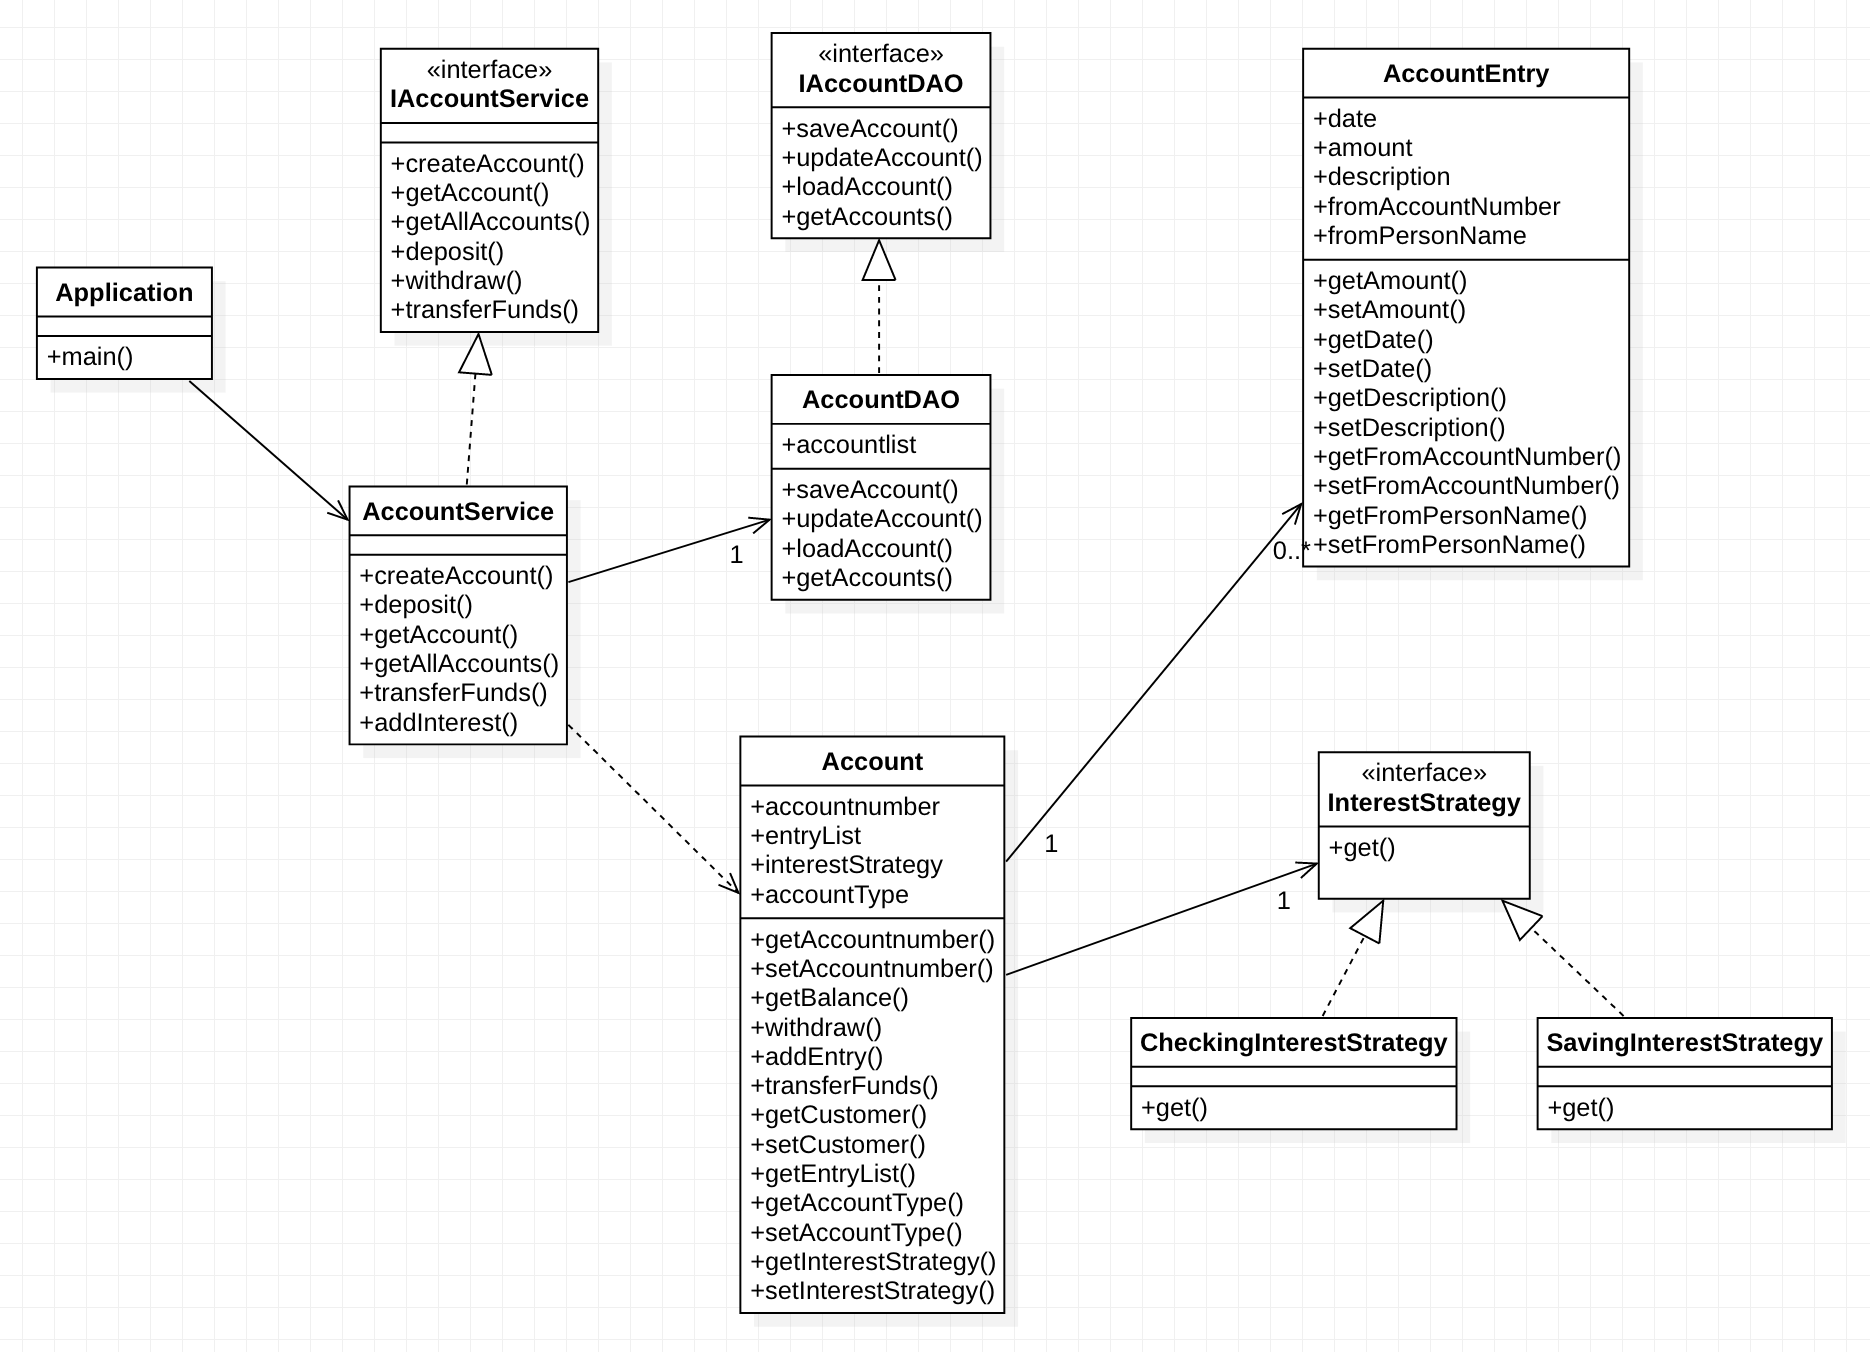 «interface»
IAccountService
+createAccount()
+getAccount()
+getAllAccounts()
+deposit()
+withdraw()
+transferFunds()
«interface»
IAccountDAO
+saveAccount()
+updateAccount()
+loadAccount()
+getAccounts()
AccountEntry
+date
+amount
+description
+fromAccountNumber
+fromPersonName
+getAmount()
+setAmount()
+getDate()
+setDate()
+getDescription()
+setDescription()
+getFromAccountNumber()
+setFromAccountNumber()
+getFromPersonName()
+setFromPersonName()
Application
+main()
AccountService
+createAccount()
+deposit()
+getAccount()
+getAllAccounts()
+transferFunds()
+addInterest()
1
AccountDAO
+accountlist
+saveAccount()
+updateAccount()
+loadAccount()
+getAccounts()
0..*
1
Account
+accountnumber
+entryList
+interestStrategy
+accountType
+getAccountnumber()
+setAccountnumber()
+getBalance()
+withdraw()
+addEntry()
+transferFunds()
+getCustomer()
+setCustomer()
+getEntryList()
+getAccountType()
+setAccountType()
+getInterestStrategy()
+setInterestStrategy()
1
«interface»
InterestStrategy
+get()
CheckingInterestStrategy
+get()
SavingInterestStrategy
+get()